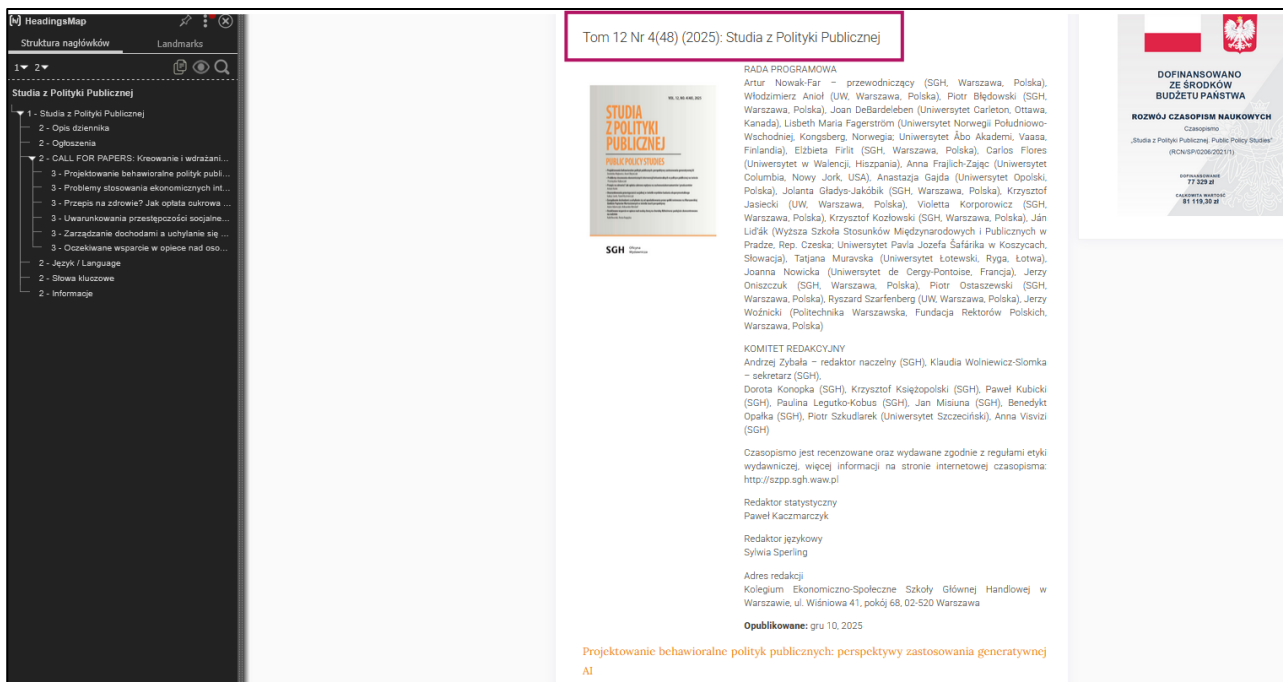 HeadingsMap
Struktura nagłówków
Landmarks
1 2
Studia z Polityki Publicznej
1 - Studia z Polityki Publicznej
2 - Opis dziennika
2 - Ogłoszenia
2 - CALL FOR PAPERS: Kreowanie i wdrażani...
3 - Projektowanie behawioralne polityk publi...
3 - Problemy stosowania ekonomicznych int...
3 - Przepis na zdrowie? Jak opłata cukrowa ...
3 - Uwarunkowania przestępczości socjalne...
3 - Zarządzanie dochodami a uchylanie się ...
3 - Oczekiwane wsparcie w opiece nad oso...
2 - Język / Language
2 - Słowa kluczowe
2 - Informacje
Tom 12 Nr 4(48) (2025): Studia z Polityki Publicznej
STUDIA
Z POLITYKI
PUBLICZNEJ
PUBLIC POLICY STUDIES
SGH Oficyna
Wydawnicza
RADA PROGRAMOWA
Artur Nowak-Far – przewodniczący (SGH, Warszawa, Polska),
Włodzimierz Anioł (UW, Warszawa, Polska), Piotr Błędowski (SGH,
Warszawa, Polska), Joan DeBardeleben (Uniwersytet Carleton, Ottawa,
Kanada), Lisbeth Maria Fagerström (Uniwersytet Norwegii Południowo-
Wschodniej, Kongsberg, Norwegia; Uniwersytet Åbo Akademi, Vaasa,
Finlandia), Elżbieta Firlit (SGH, Warszawa, Polska), Carlos Flores
(Uniwersytet w Walencji, Hiszpania), Anna Frajlich-Zając (Uniwersytet
Columbia, Nowy Jork, USA), Anastazja Gajda (Uniwersytet Opolski,
Polska), Jolanta Gładys-Jakóbik (SGH, Warszawa, Polska), Krzysztof
Jasiecki (UW, Warszawa, Polska), Violetta Korporowicz (SGH,
Warszawa, Polska), Krzysztof Kozłowski (SGH, Warszawa, Polska), Ján
Liďák (Wyższa Szkoła Stosunków Międzynarodowych i Publicznych w
Pradze, Rep. Czeska; Uniwersytet Pavla Jozefa Šafárika w Koszycach,
Słowacja), Tatjana Muravska (Uniwersytet Łotewski, Ryga, Łotwa),
Joanna Nowicka (Uniwersytet de Cergy-Pontoise, Francja), Jerzy
Oniszczuk (SGH, Warszawa, Polska), Piotr Ostaszewski (SGH,
Warszawa, Polska), Ryszard Szarfenberg (UW, Warszawa, Polska), Jerzy
Woźnicki (Politechnika Warszawska, Fundacja Rektorów Polskich,
Warszawa, Polska)
KOMITET REDAKCYJNY
Andrzej Zybała – redaktor naczelny (SGH), Klaudia Wolniewicz-Slomka
– sekretarz (SGH),
Dorota Konopka (SGH), Krzysztof Księżopolski (SGH), Paweł Kubicki
(SGH), Paulina Legutko-Kobus (SGH), Jan Misiuna (SGH), Benedykt
Opałka (SGH), Piotr Szkudlarek (Uniwersytet Szczeciński), Anna Visvizi
(SGH)
Czasopismo jest recenzowane oraz wydawane zgodnie z regułami etyki
wydawniczej, więcej informacji na stronie internetowej czasopisma:
http://szpp.sgh.waw.pl
Redaktor statystyczny
Paweł Kaczmarczyk
Redaktor językowy
Sylwia Sperling
Adres redakcji
Kolegium Ekonomiczno-Społeczne Szkoły Głównej Handlowej w
Warszawie, ul. Wiśniowa 41, pokój 68, 02-520 Warszawa
Opublikowane: gru 10, 2025
Projektowanie behawioralne polityk publicznych: perspektywy zastosowania generatywnej
AI
DOFINANSOWANO
ZE ŚRODKÓW
BUDŻETU PAŃSTWA
ROZWÓJ CZASOPISM NAUKOWYCH
Czasopismo
„Studia z Polityki Publicznej. Public Policy Studies”
(RCN/SP/0206/2021/1)
DOFINANSOWANIE
77 329 zł
CAŁKOWITA WARTOŚĆ
81 119,30 zł